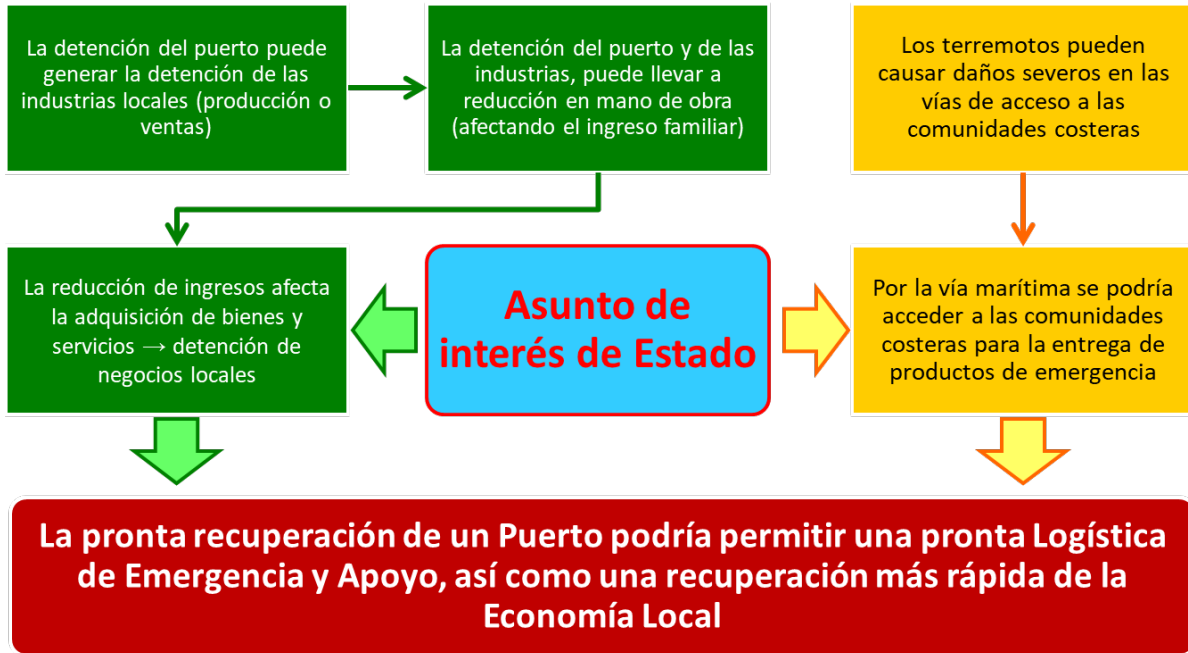 La detención del puerto puede
generar la detención de las
industrias locales (producción o
ventas)
La detención del puerto y de las
industrias, puede llevar a
reducción en mano de obra
(afectando el ingreso familiar)
Los terremotos pueden
causar daños severos en las
vías de acceso a las
comunidades costeras
La reducción de ingresos afecta
la adquisición de bienes y
servicios → detención de
negocios locales
Asunto de
interés de Estado
Por la vía marítima se podría
acceder a las comunidades
costeras para la entrega de
productos de emergencia
La pronta recuperación de un Puerto podría permitir una pronta Logística
de Emergencia y Apoyo, así como una recuperación más rápida de la
Economía Local